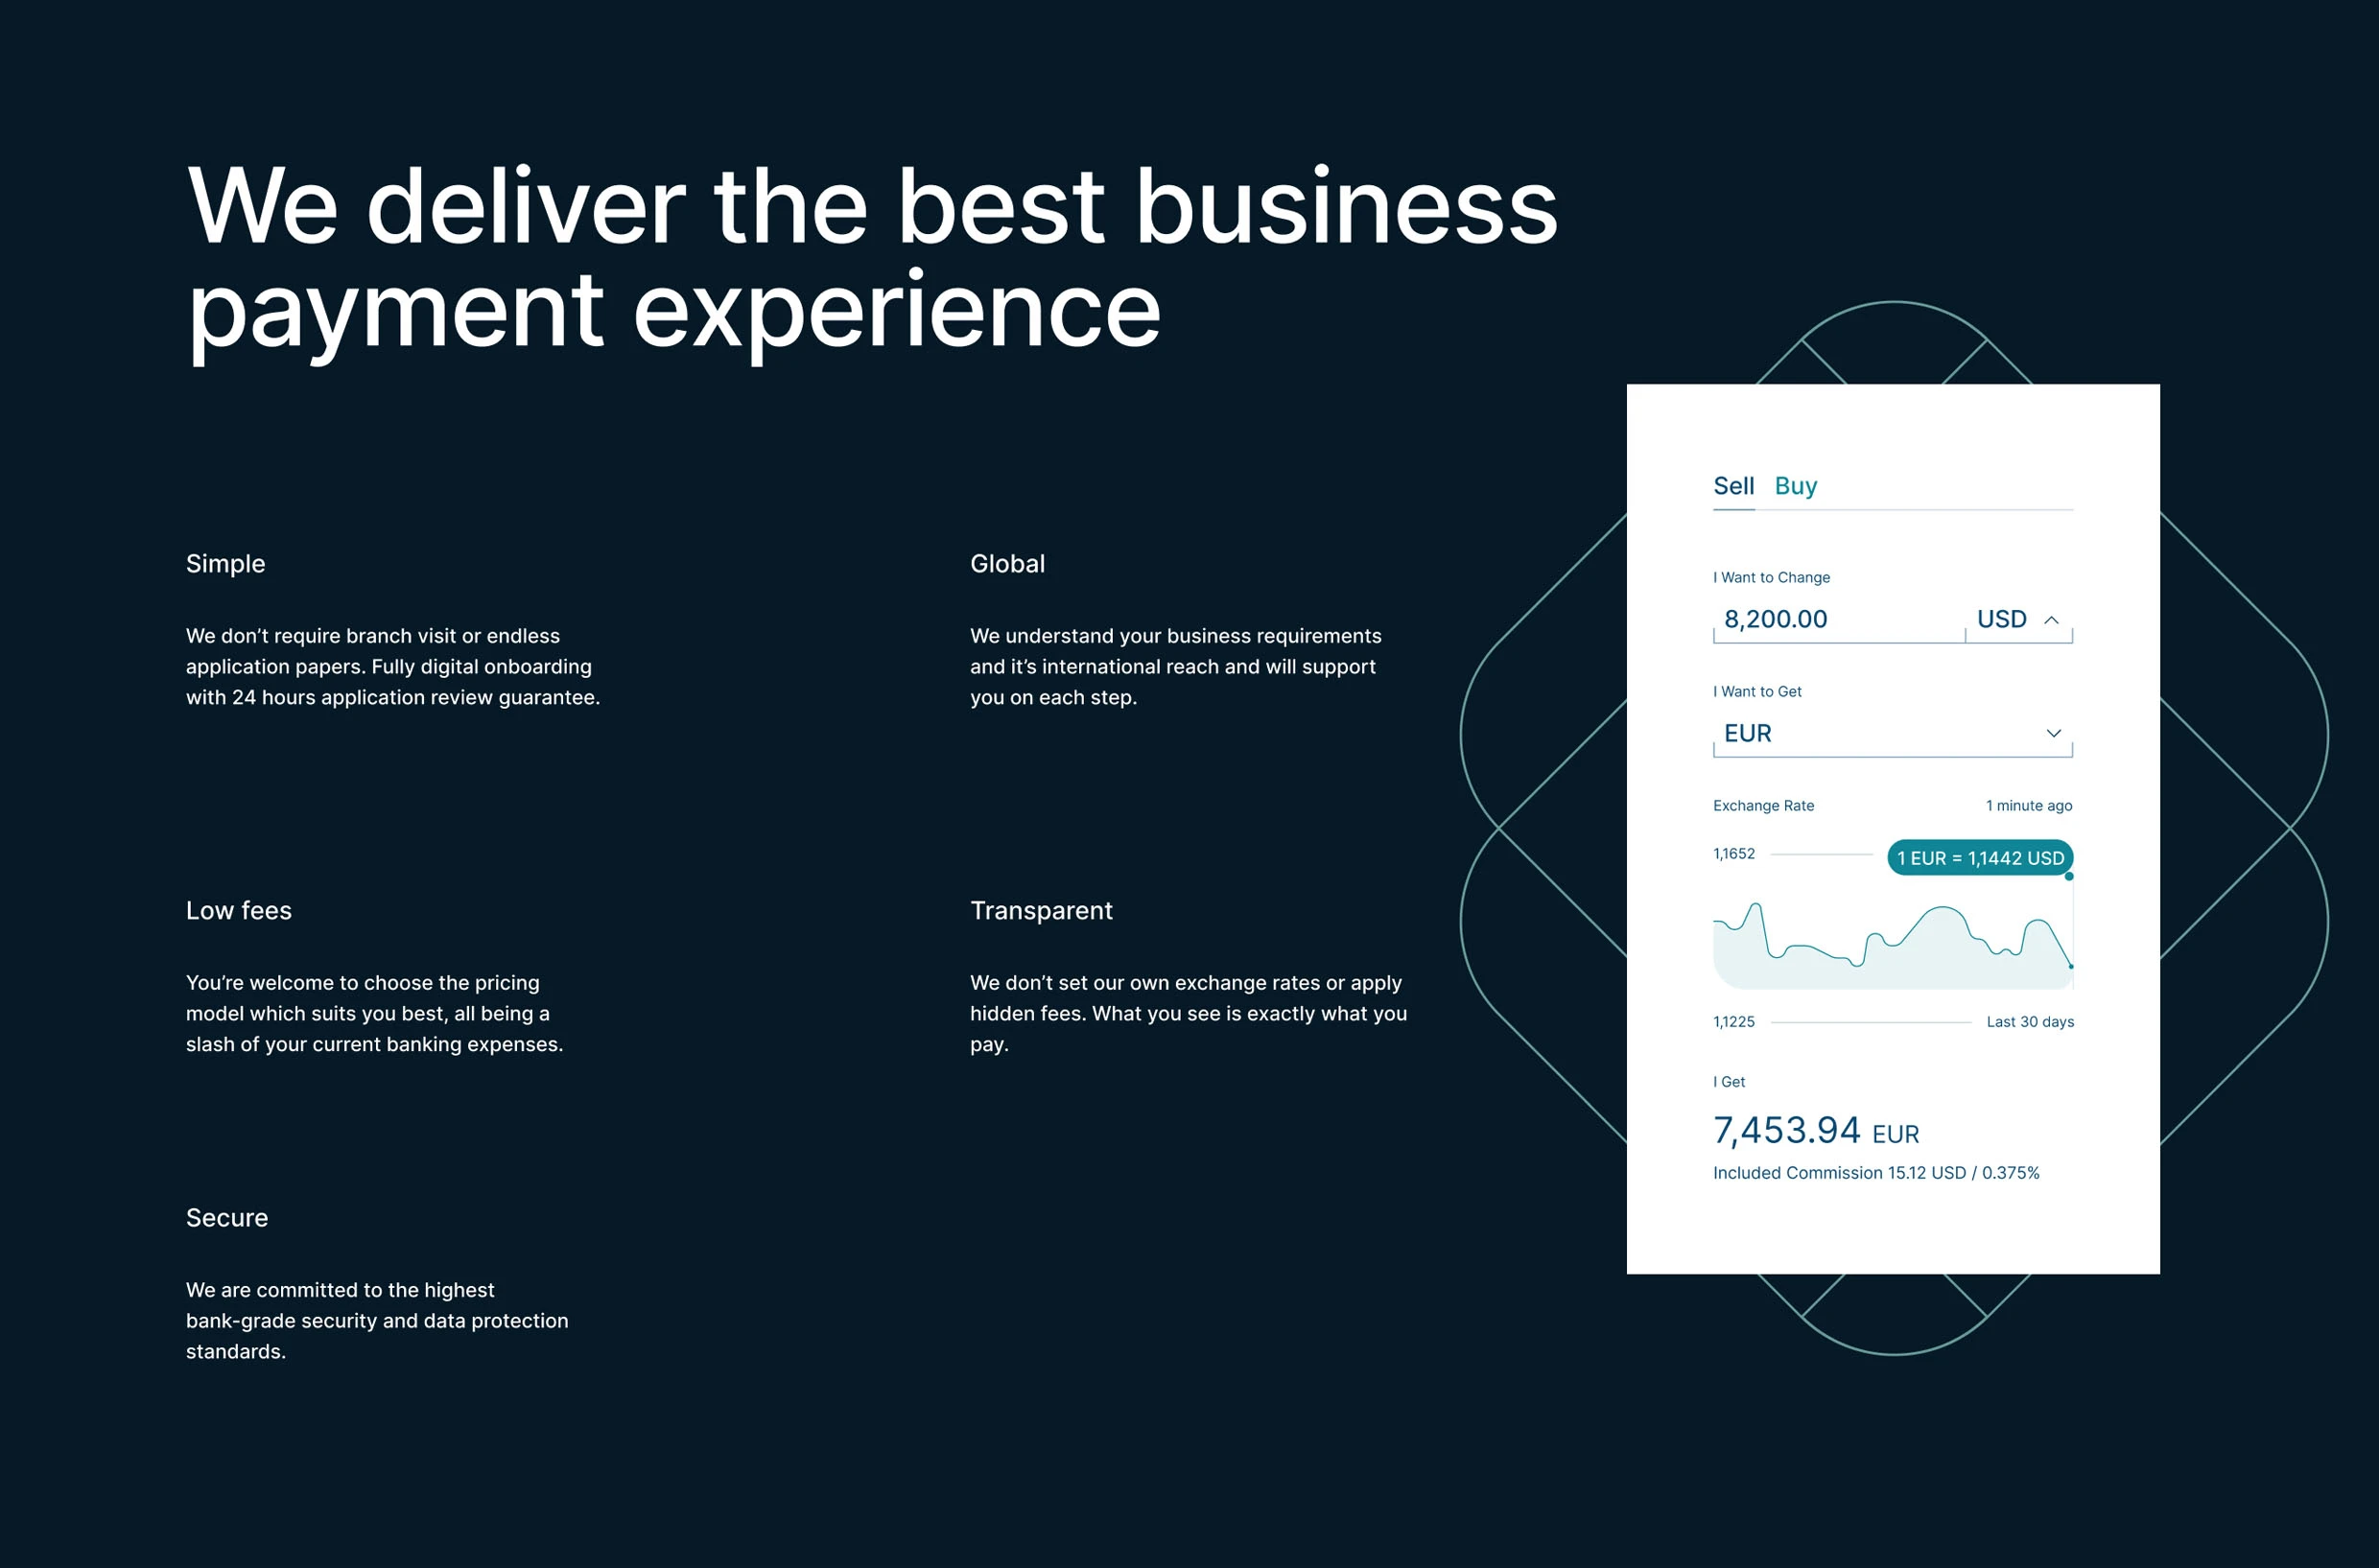 We deliver the best business
payment experience
Simple
We don’t require branch visit or endless
application papers. Fully digital onboarding
with 24 hours application review guarantee.
Global
We understand your business requirements
and it’s international reach and will support
you on each step.
Low fees
You’re welcome to choose the pricing
model which suits you best, all being a
slash of your current banking expenses.
Transparent
We don’t set our own exchange rates or apply
hidden fees. What you see is exactly what you
pay.
Secure
We are committed to the highest
bank-grade security and data protection
standards.
Sell Buy
I Want to Change
8,200.00 USD
I Want to Get
EUR
Exchange Rate 1 minute ago
1,1652 1 EUR = 1,1442 USD
1,1225 Last 30 days
I Get
7,453.94 EUR
Included Commission 15.12 USD / 0.375%